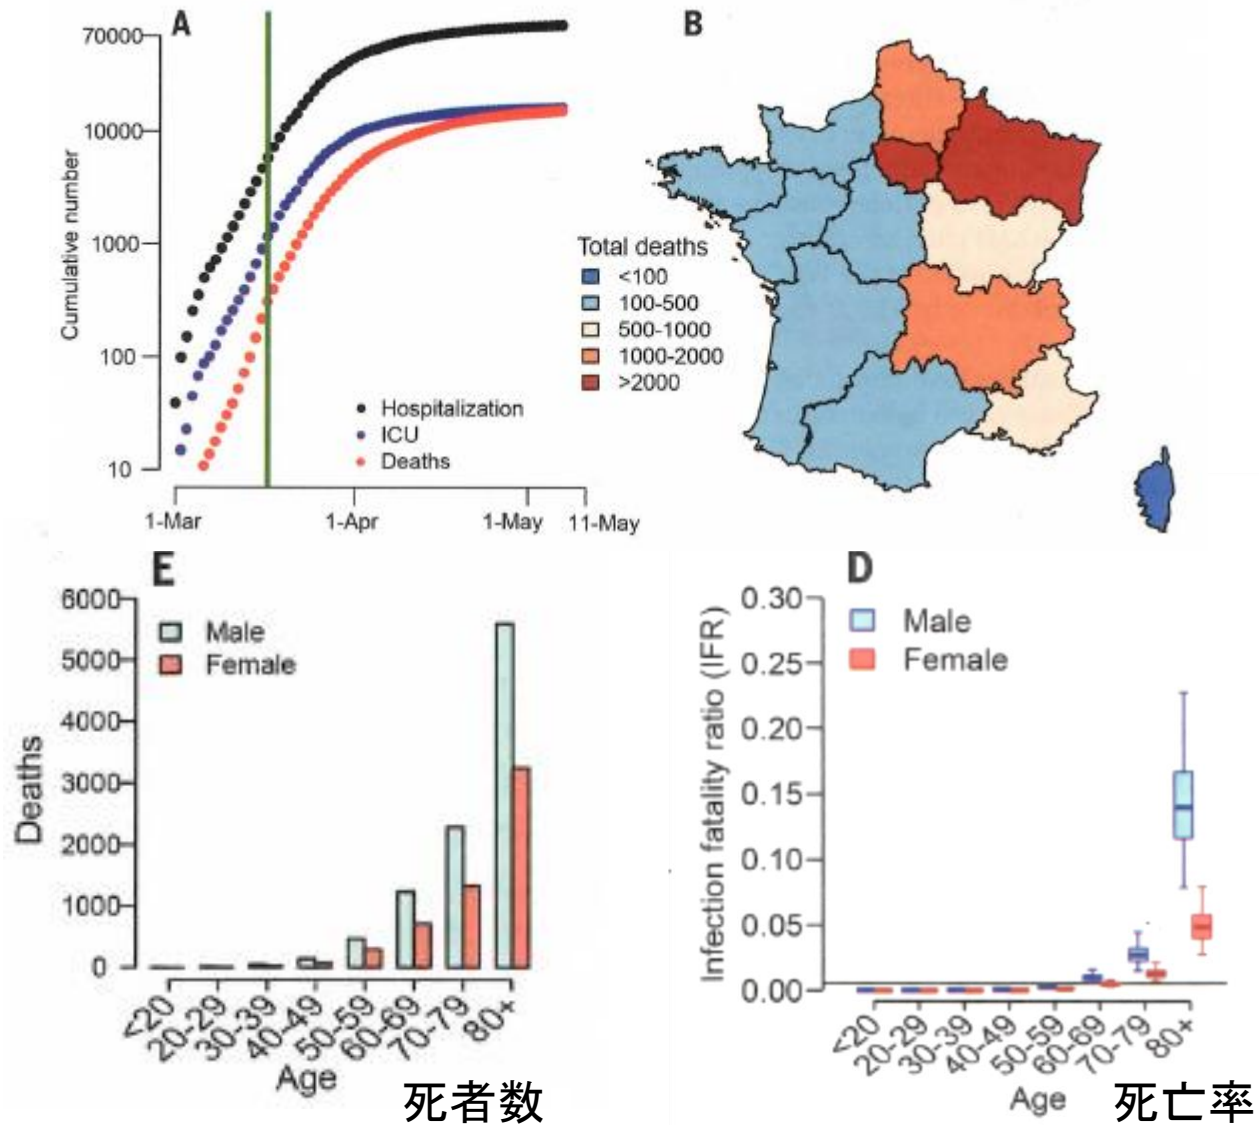 A
70000
10000
1000
100
10
Cumulative number
Hospitalization
ICU
Deaths
1-Mar
1-Apr
1-May
11-May
B
Total deaths
<100
100-500
500-1000
1000-2000
>2000
E
6000
5000
4000
3000
2000
1000
0
Deaths
Male
Female
<20
20-29
30-39
40-49
50-59
60-69
70-79
80+
Age
死者数
D
0.30
0.25
0.20
0.15
0.10
0.05
0.00
Infection fatality ratio (IFR)
Male
Female
<20
20-29
30-39
40-49
50-59
60-69
70-79
80+
Age
死亡率